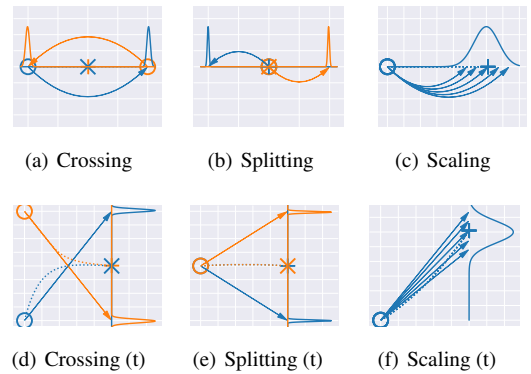 (a) Crossing
(b) Splitting
(c) Scaling
(d) Crossing (t)
(e) Splitting (t)
(f) Scaling (t)